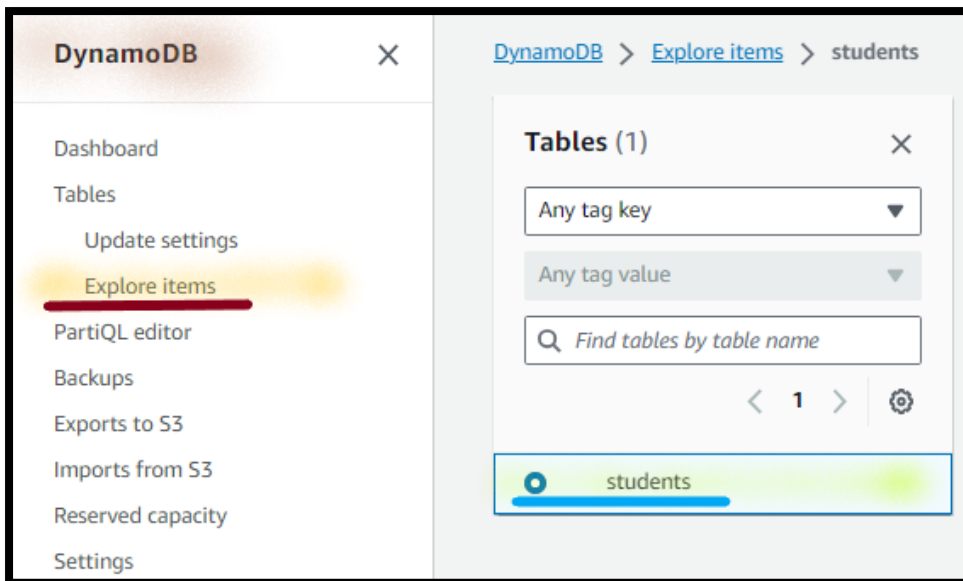 DynamoDB
Dashboard
Tables
Update settings
Explore items
PartiQL editor
Backups
Exports to S3
Imports from S3
Reserved capacity
Settings
DynamoDB > Explore items > students
Tables (1)
Any tag key
Any tag value
Find tables by table name
< 1 >
students